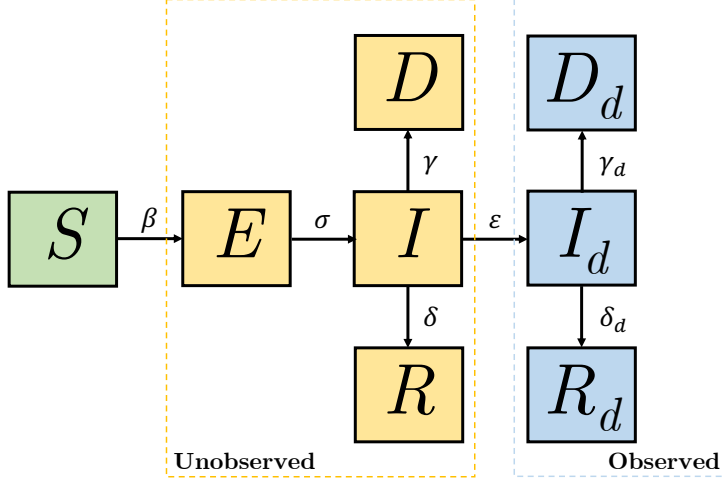 D
D_d
γ
γ_d
S
β
E
σ
I
ε
I_d
δ
δ_d
R
R_d
Unobserved
Observed